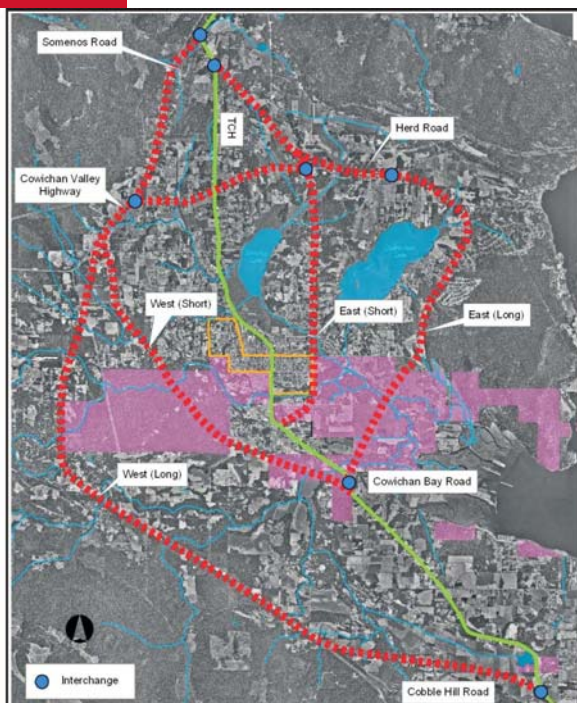 Somenos Road
TCH
Herd Road
Cowichan Valley
Highway
West (Short)
East (Short)
East (Long)
West (Long)
Cowichan Bay Road
Interchange
Cobble Hill Road